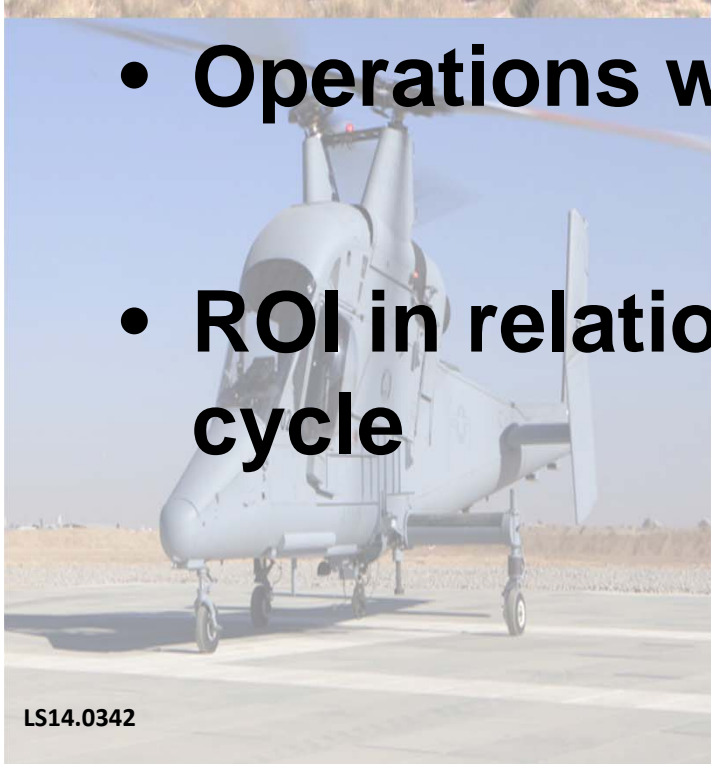 • Operations w
• ROI in relatio
cycle
LS14.0342